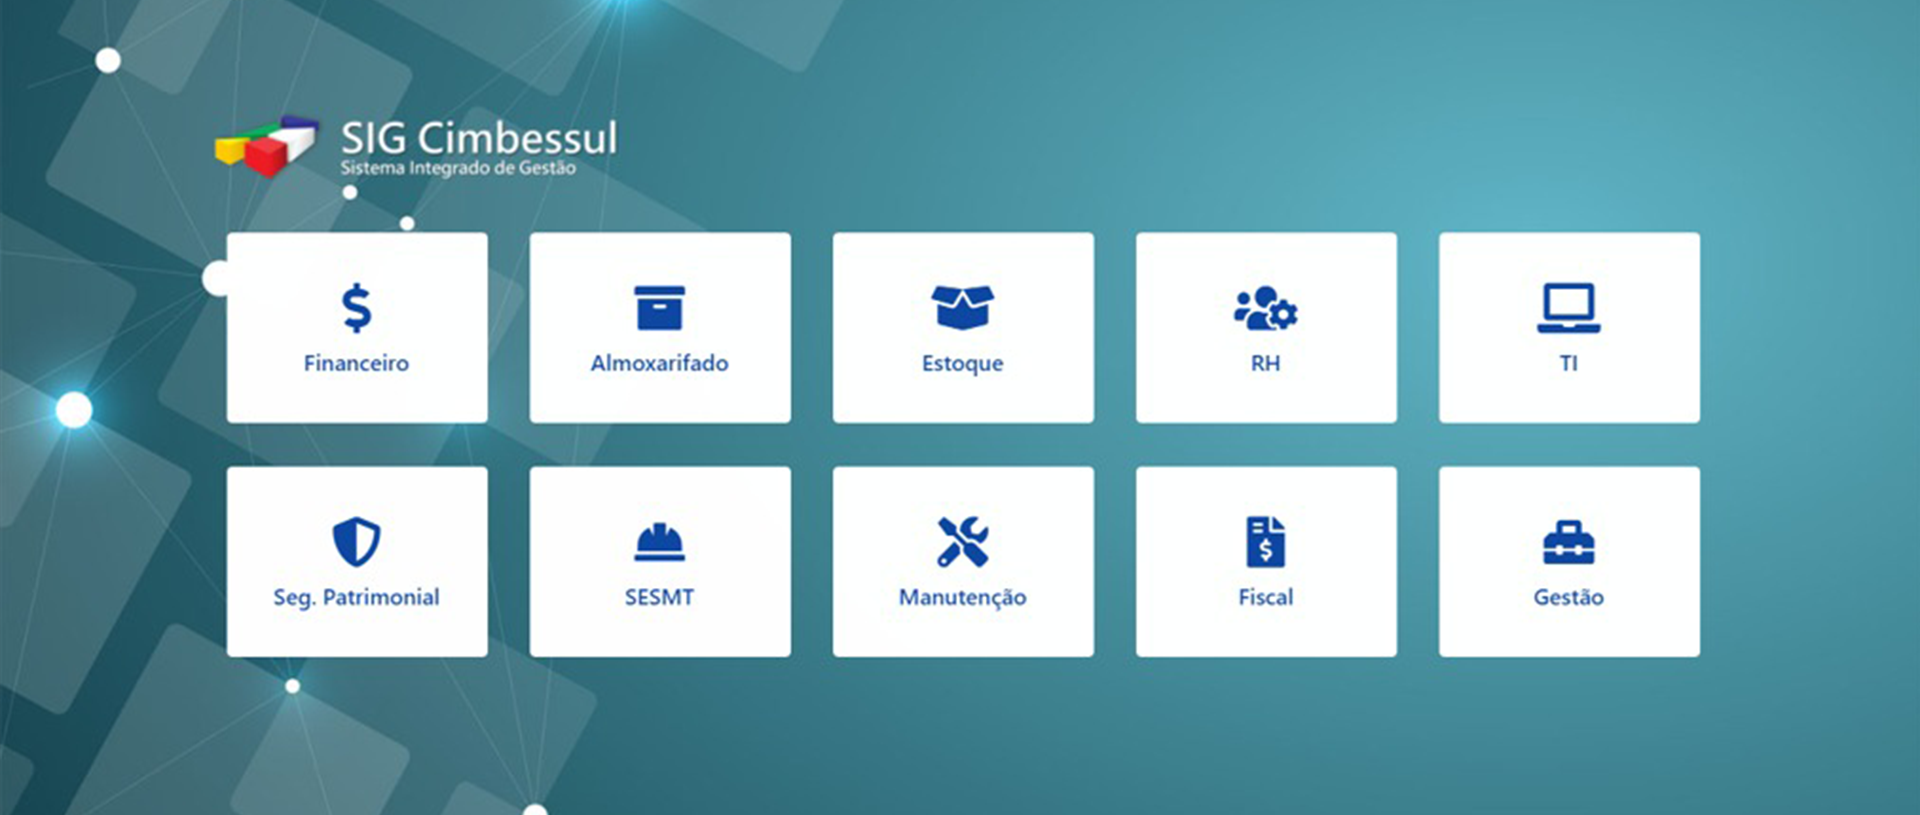 SIG Cimbessul
Sistema Integrado de Gestão
Financeiro
Almoxarifado
Estoque
RH
TI
Seg. Patrimonial
SESMT
Manutenção
Fiscal
Gestão